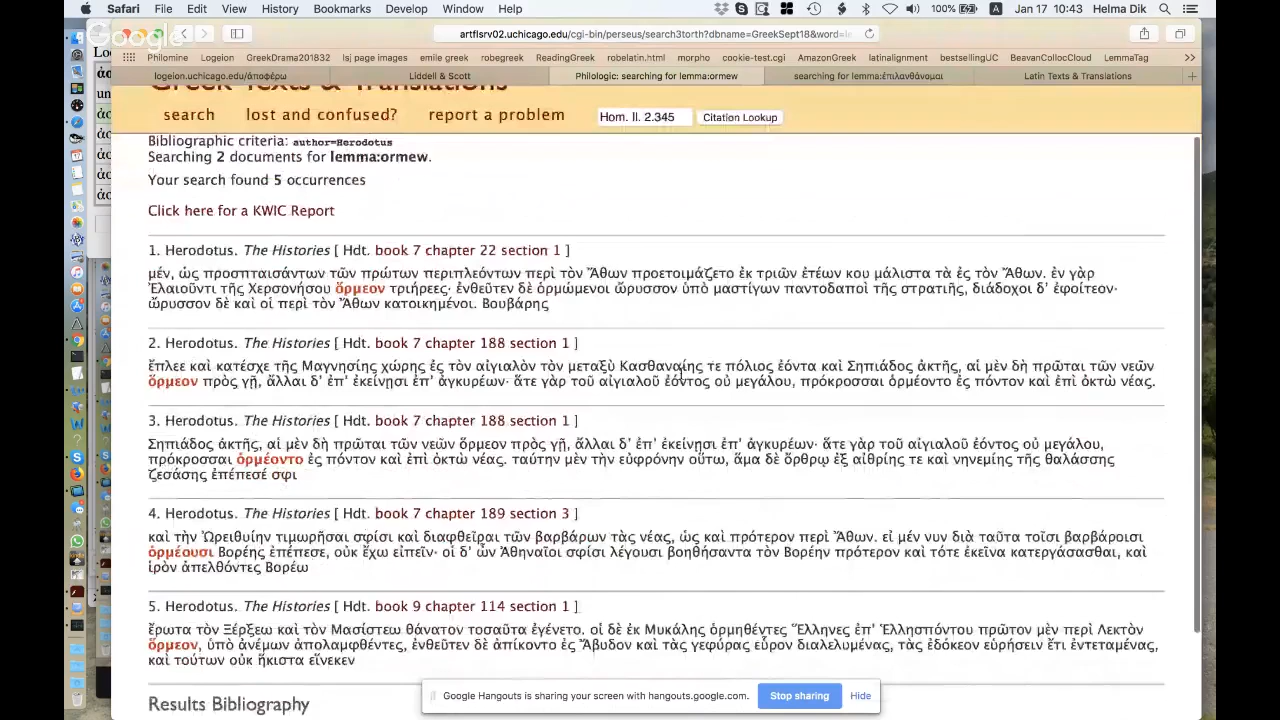 Safari File Edit View History Bookmarks Develop Window Help 100% Jan 17 10:43 Helma Dik
Google
artflsrv02.uchicago.edu/cgi-bin/perseus/search3torth?dbname=GreekSept18&word=l
Philomine Logeion GreekDrama201832 lsj page images emilie greek robegreek ReadingGreek robelatin.html morpho cookie-test.cgi AmazonGreek latinalignment bestsellingUC BeavanCollocCloud LemmaTag
logeion.uchicago.edu/ἀποφέρω Liddell & Scott Philologic: searching for lemma:ormew searching for lemma:ἐπιλανθάνομαι Latin Texts & Translations
Greek Texts & Translations
search lost and confused? report a problem Hom. Il. 2.345 Citation Lookup
Bibliographic criteria: author=Herodotus
Searching 2 documents for lemma:ormew.
Your search found 5 occurrences
Click here for a KWIC Report
1. Herodotus. The Histories [ Hdt. book 7 chapter 22 section 1 ]
μέν, ὡς προσπταισάντων τῶν πρώτων περιπλεόντων περὶ τὸν Ἄθων προετοιμάζετο ἐκ τριῶν ἐτέων κου μάλιστα τὰ ἐς τὸν Ἄθων. ἐν γὰρ
Ἐλαιοῦντι τῆς Χερσονήσου ὅρμεον τριήρεες· ἐνθεῦτεν δὲ ὁρμώμενοι ὤρυσσον ὑπὸ μαστίγων παντοδαποὶ τῆς στρατιῆς, διάδοχοι δ’ ἐφοίτεον·
ὤρυσσον δὲ καὶ οἱ περὶ τὸν Ἄθων κατοικημένοι. Βουβάρης
2. Herodotus. The Histories [ Hdt. book 7 chapter 188 section 1 ]
ἔπλεε καὶ κατέσχε τῆς Μαγνησίης χώρης ἐς τὸν αἰγιαλὸν τὸν μεταξὺ Κασθαναίης τε πόλιος ἐόντα καὶ Σηπιάδος ἀκτῆς, αἱ μὲν δὴ πρῶται τῶν νεῶν
ὅρμεον πρὸς γῇ, ἄλλαι δ’ ἐπ’ ἐκείνῃσι ἐπ’ ἀγκυρέων· ἅτε γὰρ τοῦ αἰγιαλοῦ ἐόντος οὐ μεγάλου, πρόκροσσαι ὁρμέοντο ἐς πόντον καὶ ἐπὶ ὀκτὼ νέας.
3. Herodotus. The Histories [ Hdt. book 7 chapter 188 section 1 ]
Σηπιάδος ἀκτῆς, αἱ μὲν δὴ πρῶται τῶν νεῶν ὅρμεον πρὸς γῇ, ἄλλαι δ’ ἐπ’ ἐκείνῃσι ἐπ’ ἀγκυρέων· ἅτε γὰρ τοῦ αἰγιαλοῦ ἐόντος οὐ μεγάλου,
πρόκροσσαι ὁρμέοντο ἐς πόντον καὶ ἐπὶ ὀκτὼ νέας. ταύτην μὲν τὴν εὐφρόνην οὕτω, ἅμα δὲ ὄρθρῳ ἐξ αἰθρίης τε καὶ νηνεμίης τῆς θαλάσσης
ζεσάσης ἐπέπεσέ σφι
4. Herodotus. The Histories [ Hdt. book 7 chapter 189 section 3 ]
καὶ τὴν Ὠρειθυίην τιμωρῆσαι σφίσι καὶ διαφθεῖραι τῶν βαρβάρων τὰς νέας, ὡς καὶ πρότερον περὶ Ἄθων. εἰ μέν νυν διὰ ταῦτα τοῖσι βαρβάροισι
ὁρμέουσι Βορέης ἐπέπεσε, οὐκ ἔχω εἰπεῖν· οἱ δ’ ὦν Ἀθηναῖοι σφίσι λέγουσι βοηθήσαντα τὸν Βορέην πρότερον καὶ τότε ἐκεῖνα κατεργάσασθαι, καὶ
ἱρὸν ἀπελθόντες Βορέω
5. Herodotus. The Histories [ Hdt. book 9 chapter 114 section 1 ]
ἔρωτα τὸν Ξέρξεω καὶ τὸν Μασίστεω θάνατον τοσαῦτα ἐγένετο. οἱ δὲ ἐκ Μυκάλης ὁρμηθέντες Ἕλληνες ἐπ’ Ἑλλησπόντου πρῶτον μὲν περὶ Λεκτὸν
ὅρμεον, ὑπὸ ἀνέμων ἀπολαμφθέντες, ἐνθεῦτεν δὲ ἀπίκοντο ἐς Ἄβυδον καὶ τὰς γεφύρας εὗρον διαλελυμένας, τὰς ἐδόκεον εὑρήσειν ἔτι ἐντεταμένας,
καὶ τούτων οὐκ ἥκιστα εἵνεκεν
Results Bibliography
Google Hangouts is sharing your screen with hangouts.google.com. Stop sharing Hide